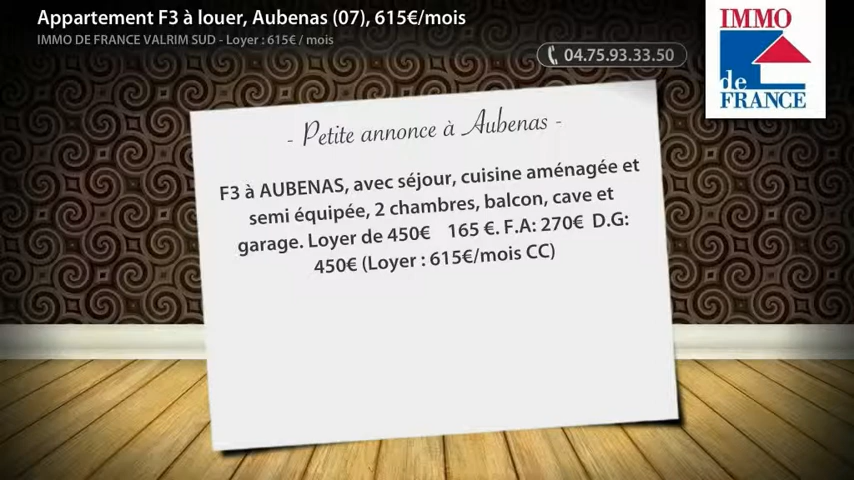 Appartement F3 à louer, Aubenas (07), 615€/mois
IMMO DE FRANCE VALRIM SUD - Loyer : 615€ / mois
04.75.93.33.50
IMMO
de
FRANCE
- Petite annonce à Aubenas -
F3 à AUBENAS, avec séjour, cuisine aménagée et
semi équipée, 2 chambres, balcon, cave et
garage. Loyer de 450€ 165 €. F.A: 270€ D.G:
450€ (Loyer : 615€/mois CC)